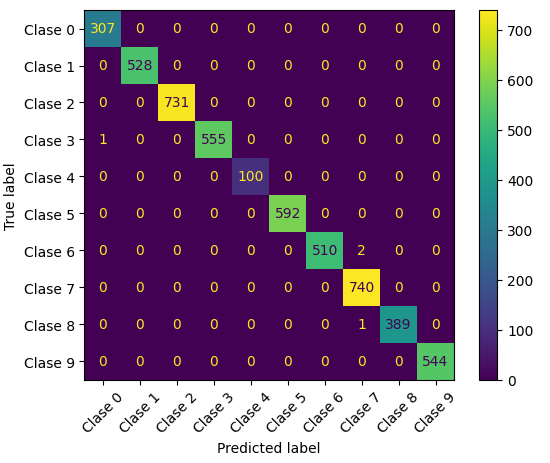 Clase 0 307 0 0 0 0 0 0 0 0 0
Clase 1 0 528 0 0 0 0 0 0 0 0
Clase 2 0 0 731 0 0 0 0 0 0 0
Clase 3 1 0 0 555 0 0 0 0 0 0
Clase 4 0 0 0 0 100 0 0 0 0 0
Clase 5 0 0 0 0 0 592 0 0 0 0
Clase 6 0 0 0 0 0 0 510 2 0 0
Clase 7 0 0 0 0 0 0 0 740 0 0
Clase 8 0 0 0 0 0 0 0 1 389 0
Clase 9 0 0 0 0 0 0 0 0 0 544
True label
Clase 0 Clase 1 Clase 2 Clase 3 Clase 4 Clase 5 Clase 6 Clase 7 Clase 8 Clase 9
Predicted label
700
600
500
400
300
200
100
0